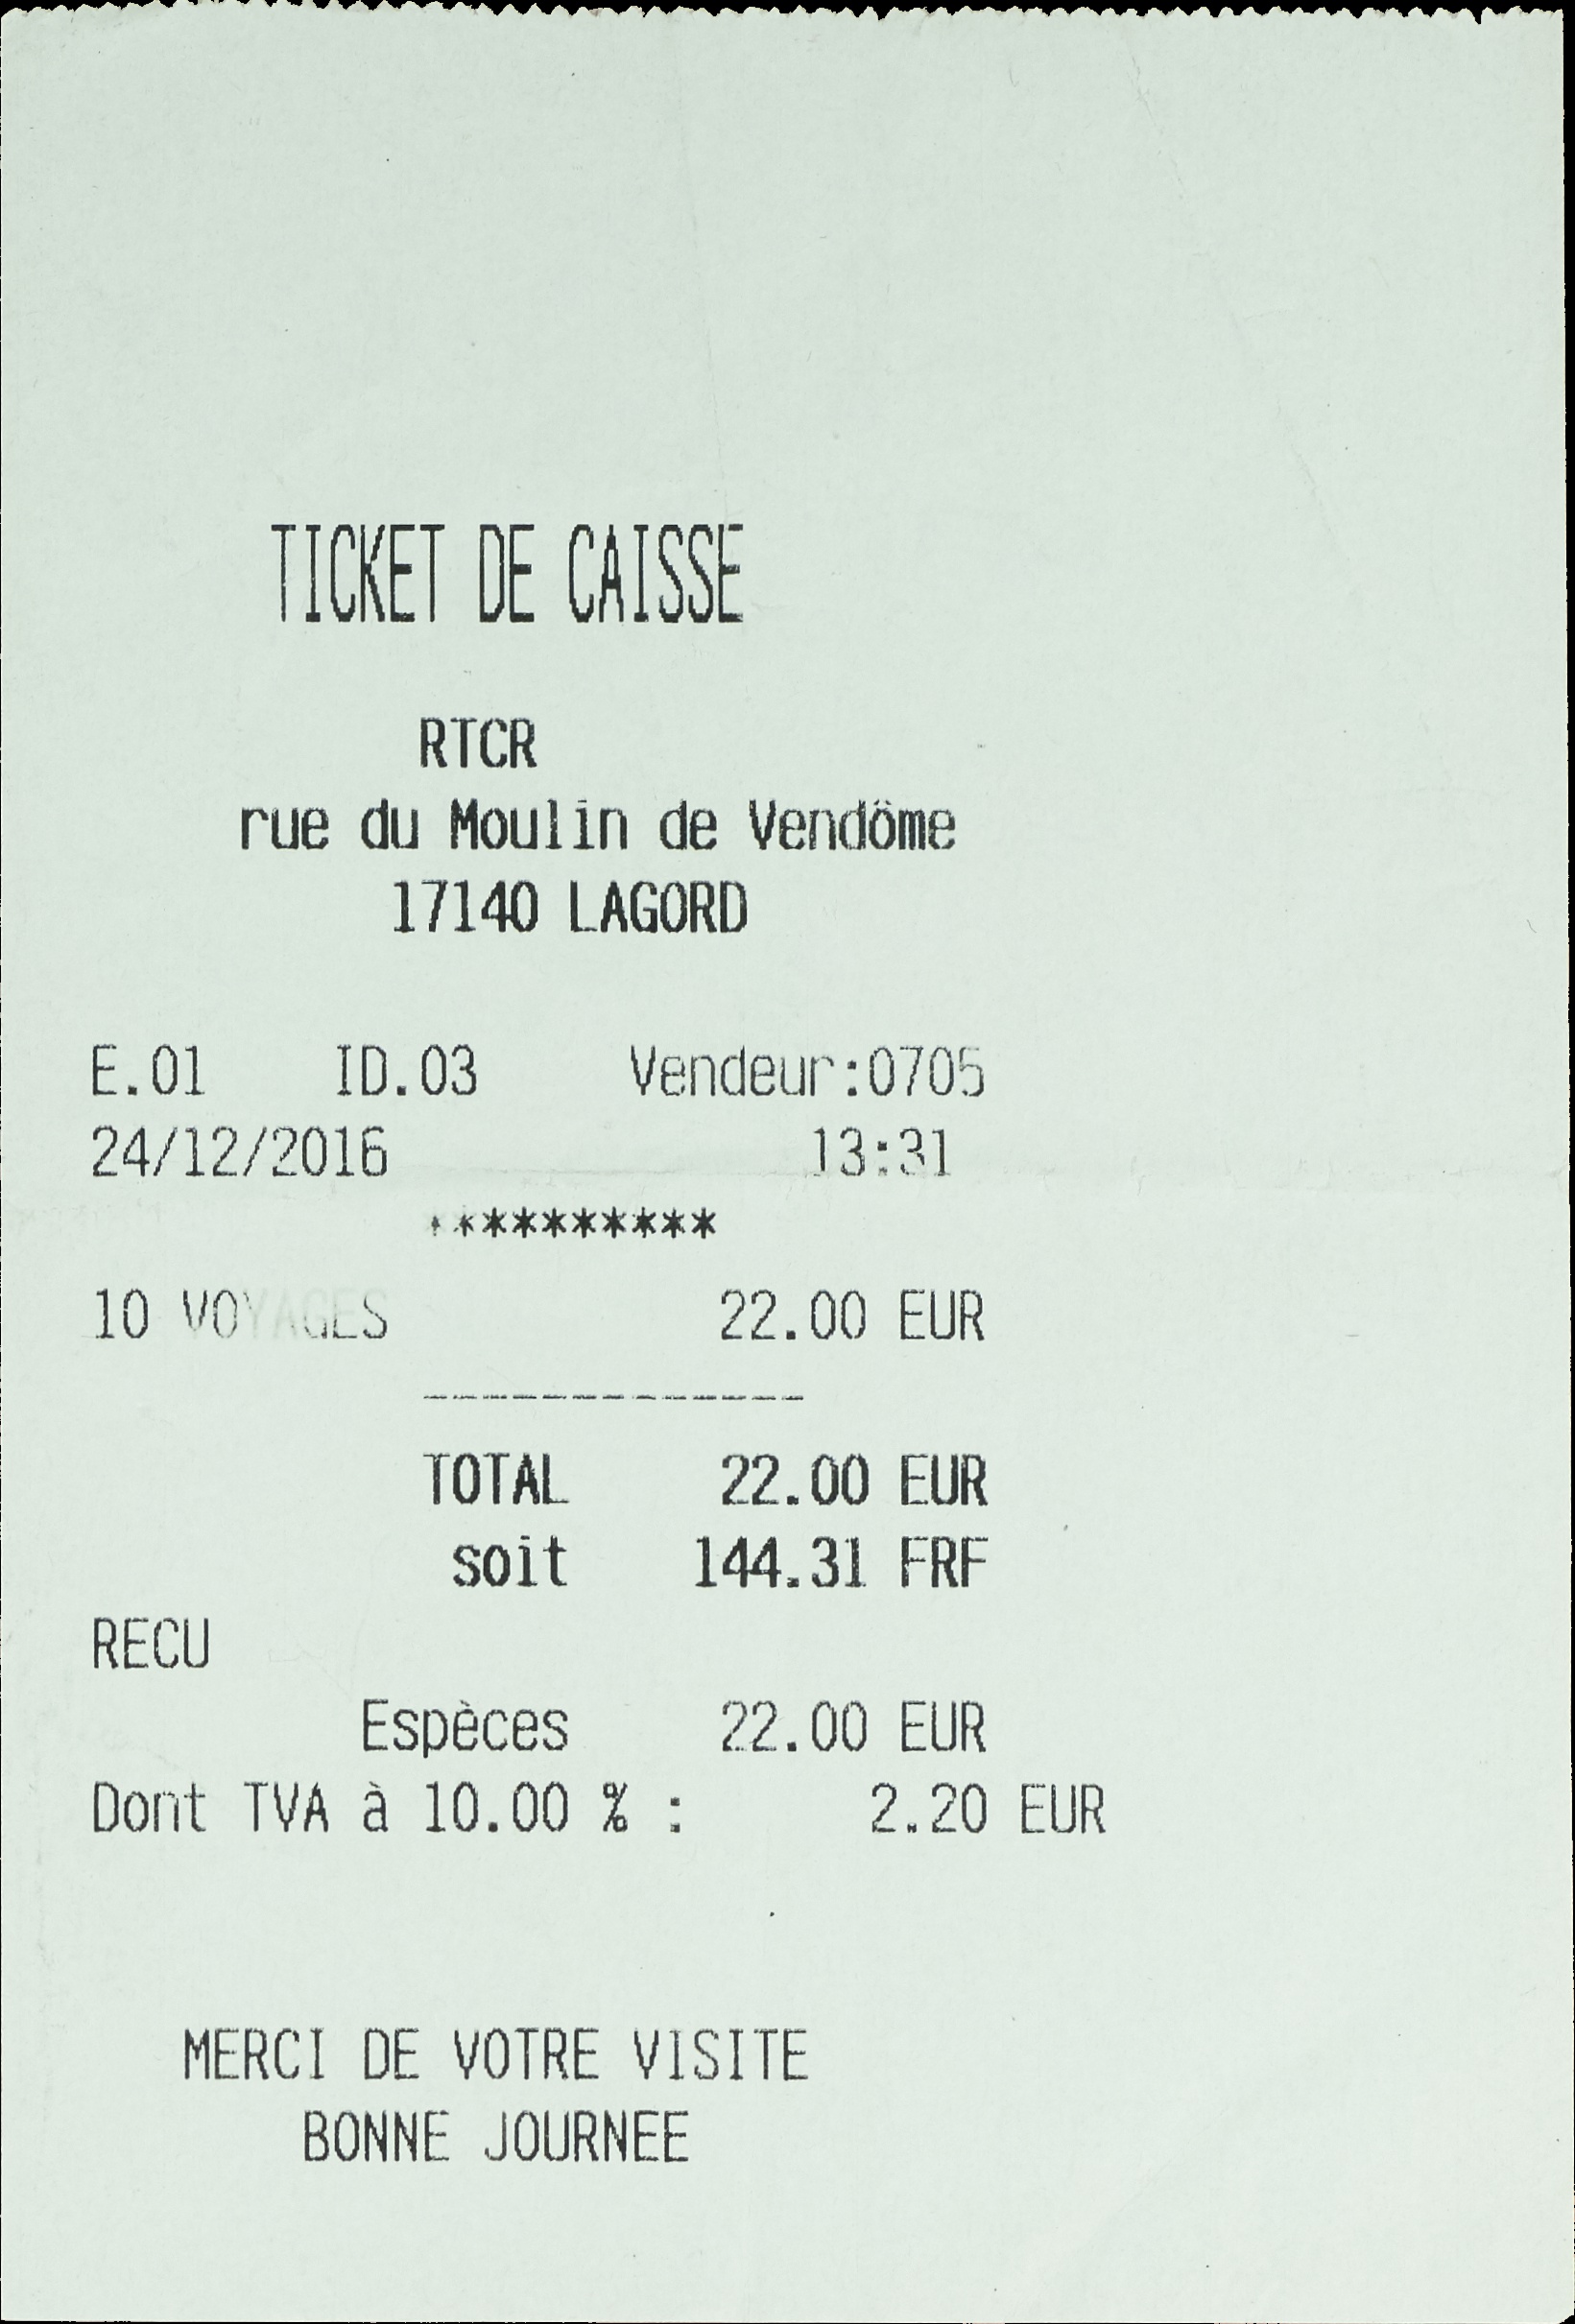 TICKET DE CAISSE
RTCR
rue du Moulin de Vendôme
17140 LAGORD
E.01 ID.03 Vendeur:0705
24/12/2016 13:31
**********
10 VOYAGES 22.00 EUR
-------------
TOTAL 22.00 EUR
soit 144.31 FRF
RECU
Espèces 22.00 EUR
Dont TVA à 10.00 % : 2.20 EUR
MERCI DE VOTRE VISITE
BONNE JOURNEE